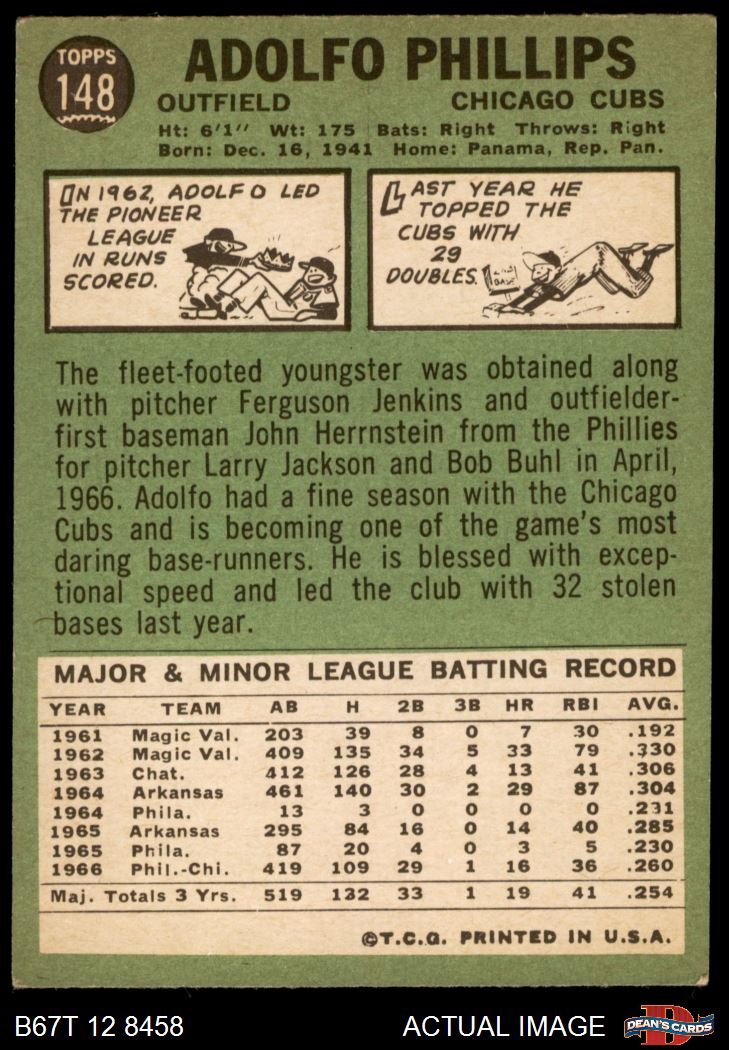 TOPPS
148
ADOLFO PHILLIPS
OUTFIELD CHICAGO CUBS
Ht: 6'1" Wt: 175 Bats: Right Throws: Right
Born: Dec. 16, 1941 Home: Panama, Rep. Pan.
IN 1962, ADOLFO LED
THE PIONEER
LEAGUE
IN RUNS
SCORED.
LAST YEAR HE
TOPPED THE
CUBS WITH
29
DOUBLES.
BASE
The fleet-footed youngster was obtained along
with pitcher Ferguson Jenkins and outfielder-
first baseman John Herrnstein from the Phillies
for pitcher Larry Jackson and Bob Buhl in April,
1966. Adolfo had a fine season with the Chicago
Cubs and is becoming one of the game's most
daring base-runners. He is blessed with excep-
tional speed and led the club with 32 stolen
bases last year.
MAJOR & MINOR LEAGUE BATTING RECORD
YEAR TEAM AB H 2B 3B HR RBI AVG.
1961 Magic Val. 203 39 8 0 7 30 .192
1962 Magic Val. 409 135 34 5 33 79 .330
1963 Chat. 412 126 28 4 13 41 .306
1964 Arkansas 461 140 30 2 29 87 .304
1964 Phila. 13 3 0 0 0 0 .231
1965 Arkansas 295 84 16 0 14 40 .285
1965 Phila. 87 20 4 0 3 5 .230
1966 Phil.-Chi. 419 109 29 1 16 36 .260
Maj. Totals 3 Yrs. 519 132 33 1 19 41 .254
©T.C.G. PRINTED IN U.S.A.
B67T 12 8458 ACTUAL IMAGE
D
DEAN'S CARDS